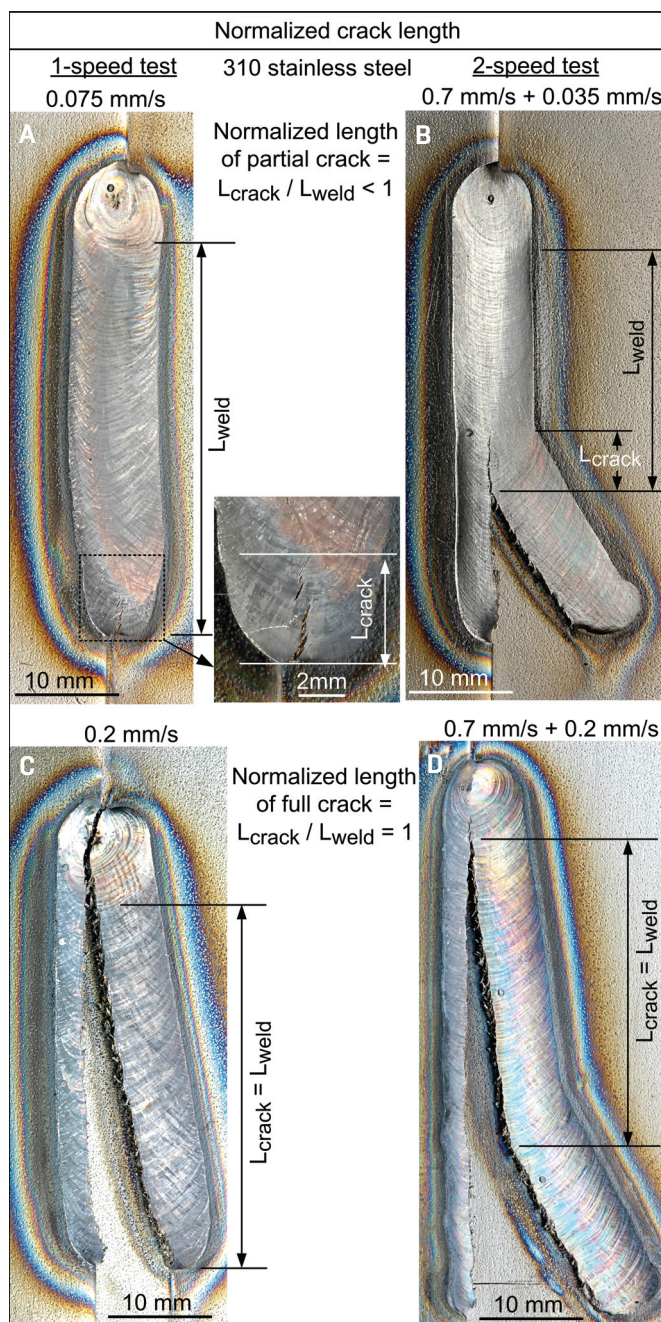 Normalized crack length
1-speed test
310 stainless steel
2-speed test
0.075 mm/s
0.7 mm/s + 0.035 mm/s
A
Normalized length
of partial crack =
Lcrack / Lweld < 1
B
Lweld
Lweld
Lcrack
Lcrack
10 mm
2mm
10 mm
0.2 mm/s
0.7 mm/s + 0.2 mm/s
C
Normalized length
of full crack =
Lcrack / Lweld = 1
D
Lcrack = Lweld
Lcrack = Lweld
10 mm
10 mm